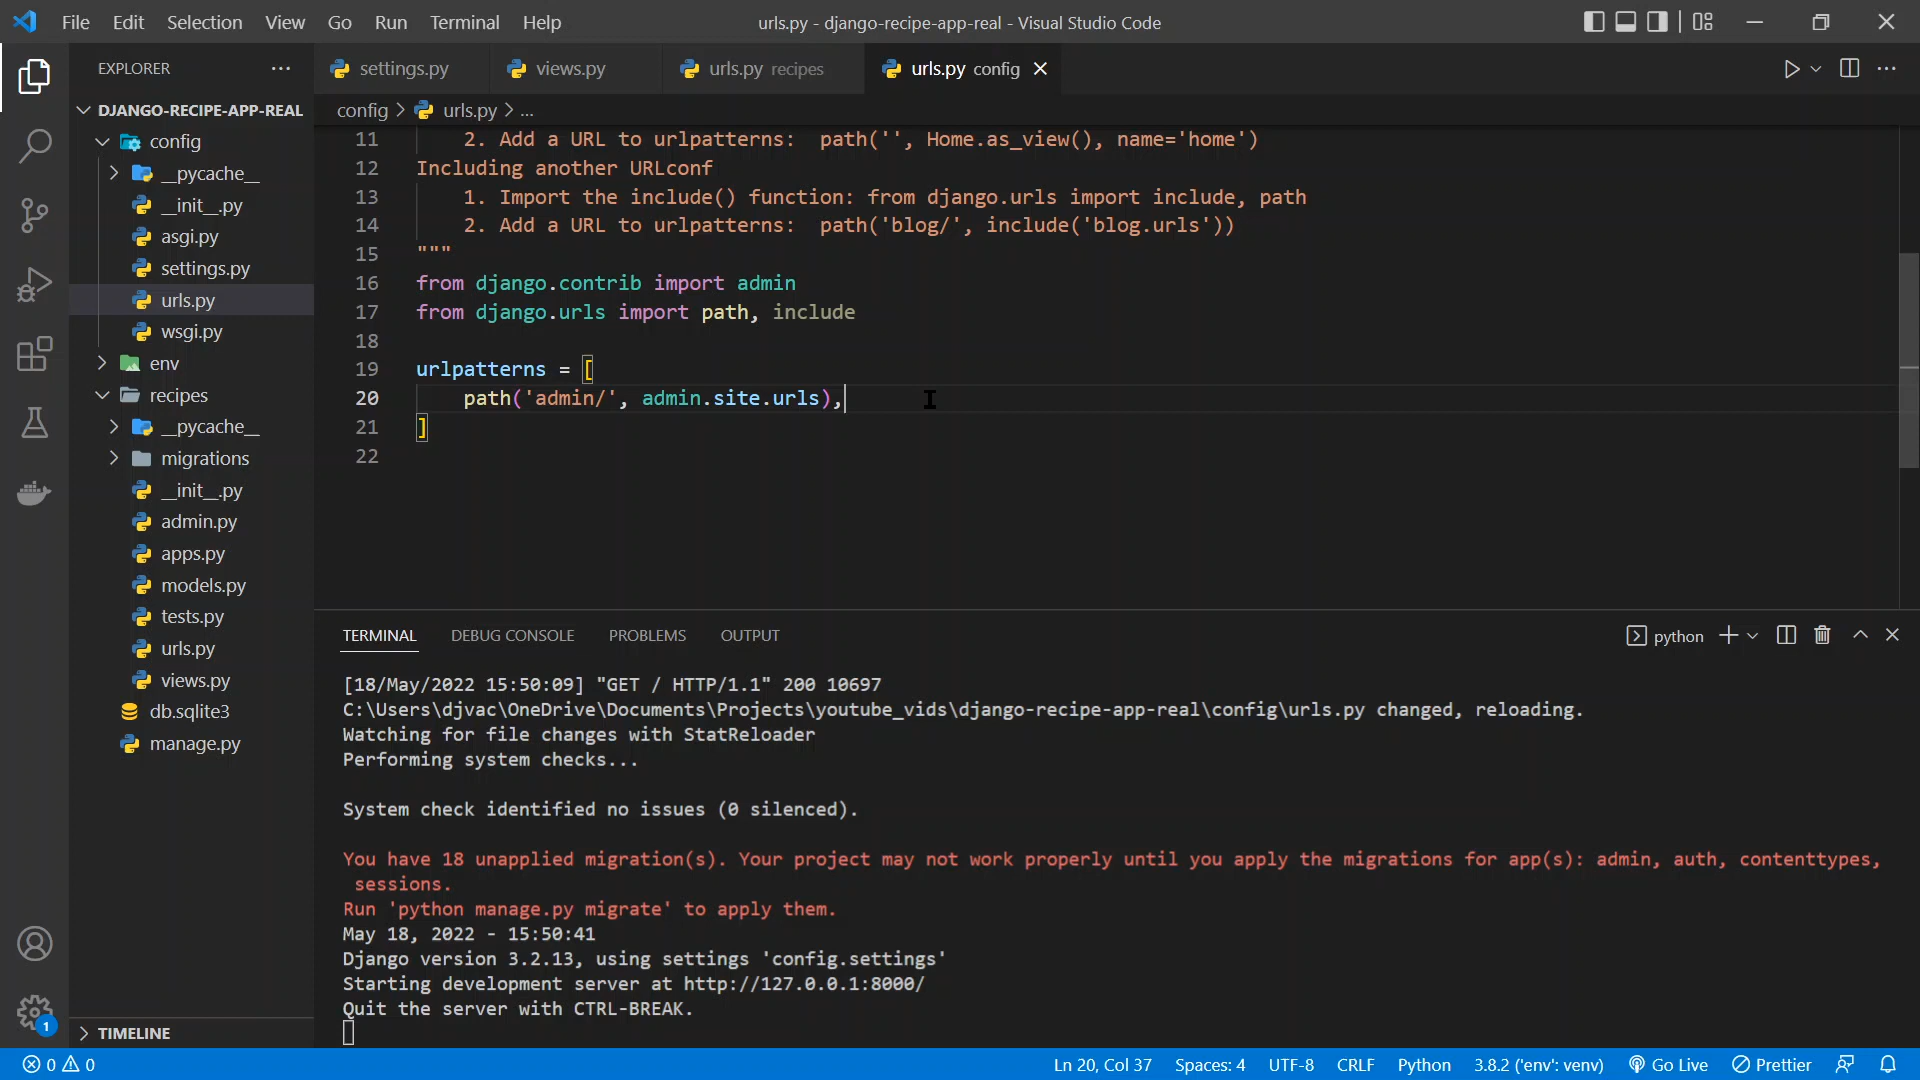 File Edit Selection View Go Run Terminal Help
urls.py - django-recipe-app-real - Visual Studio Code
EXPLORER
DJANGO-RECIPE-APP-REAL
config
__pycache__
__init__.py
asgi.py
settings.py
urls.py
wsgi.py
env
recipes
__pycache__
migrations
__init__.py
admin.py
apps.py
models.py
tests.py
urls.py
views.py
db.sqlite3
manage.py
TIMELINE
settings.py views.py urls.py recipes urls.py config
config > urls.py > ...
11 2. Add a URL to urlpatterns:  path('', Home.as_view(), name='home')
12 Including another URLconf
13 1. Import the include() function: from django.urls import include, path
14 2. Add a URL to urlpatterns:  path('blog/', include('blog.urls'))
15 """
16 from django.contrib import admin
17 from django.urls import path, include
18
19 urlpatterns = [
20 path('admin/', admin.site.urls),
21 ]
22
TERMINAL DEBUG CONSOLE PROBLEMS OUTPUT
python
[18/May/2022 15:50:09] "GET / HTTP/1.1" 200 10697
C:\Users\djvac\OneDrive\Documents\Projects\youtube_vids\django-recipe-app-real\config\urls.py changed, reloading.
Watching for file changes with StatReloader
Performing system checks...
System check identified no issues (0 silenced).
You have 18 unapplied migration(s). Your project may not work properly until you apply the migrations for app(s): admin, auth, contenttypes,
sessions.
Run 'python manage.py migrate' to apply them.
May 18, 2022 - 15:50:41
Django version 3.2.13, using settings 'config.settings'
Starting development server at http://127.0.0.1:8000/
Quit the server with CTRL-BREAK.
1
0 0
Ln 20, Col 37 Spaces: 4 UTF-8 CRLF Python 3.8.2 ('env': venv) Go Live Prettier